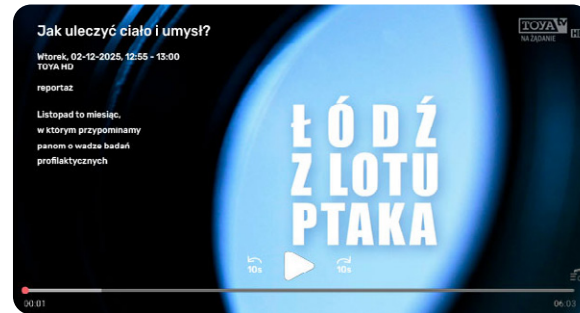 Jak uleczyć ciało i umysł?
TOYA TV
NA ŻĄDANIE
Wtorek, 02-12-2025, 12:55 - 13:00
TOYA HD
reportaż
Listopad to miesiąc,
w którym przypominamy
panom o wadze badań
profilaktycznych
ŁÓDŹ
Z LOTU
PTAKA
10s
10s
00:01
06:03